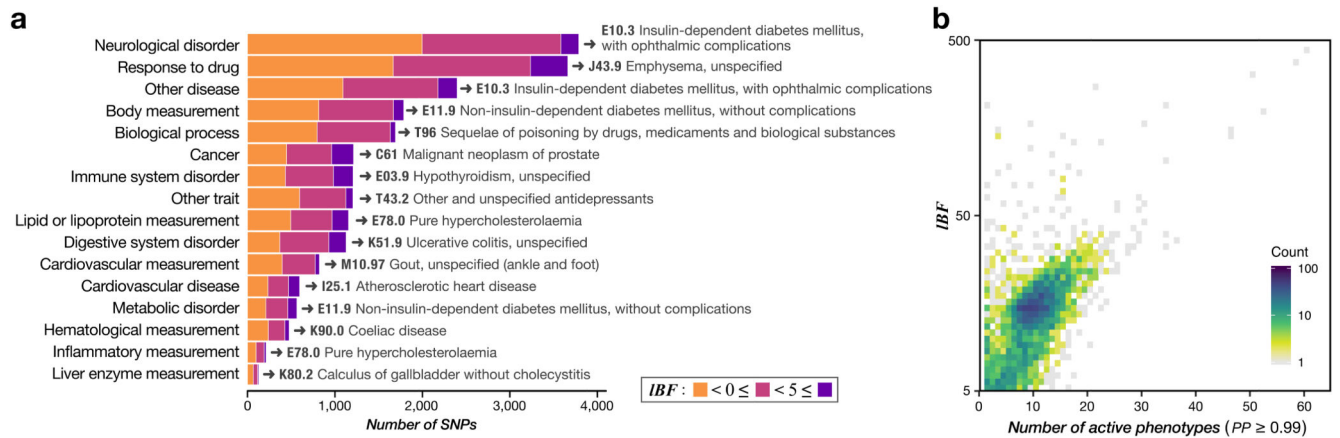 a
Neurological disorder
E10.3 Insulin-dependent diabetes mellitus,
➔ with ophthalmic complications
Response to drug ➔ J43.9 Emphysema, unspecified
Other disease ➔ E10.3 Insulin-dependent diabetes mellitus, with ophthalmic complications
Body measurement ➔ E11.9 Non-insulin-dependent diabetes mellitus, without complications
Biological process ➔ T96 Sequelae of poisoning by drugs, medicaments and biological substances
Cancer ➔ C61 Malignant neoplasm of prostate
Immune system disorder ➔ E03.9 Hypothyroidism, unspecified
Other trait ➔ T43.2 Other and unspecified antidepressants
Lipid or lipoprotein measurement ➔ E78.0 Pure hypercholesterolaemia
Digestive system disorder ➔ K51.9 Ulcerative colitis, unspecified
Cardiovascular measurement ➔ M10.97 Gout, unspecified (ankle and foot)
Cardiovascular disease ➔ I25.1 Atherosclerotic heart disease
Metabolic disorder ➔ E11.9 Non-insulin-dependent diabetes mellitus, without complications
Hematological measurement ➔ K90.0 Coeliac disease
Inflammatory measurement ➔ E78.0 Pure hypercholesterolaemia
Liver enzyme measurement ➔ K80.2 Calculus of gallbladder without cholecystitis
0 1,000 2,000 3,000 4,000
Number of SNPs
lBF : < 0 ≤ < 5 ≤
b
500
50
5
lBF
Count
100
10
1
0 10 20 30 40 50 60
Number of active phenotypes (PP ≥ 0.99)